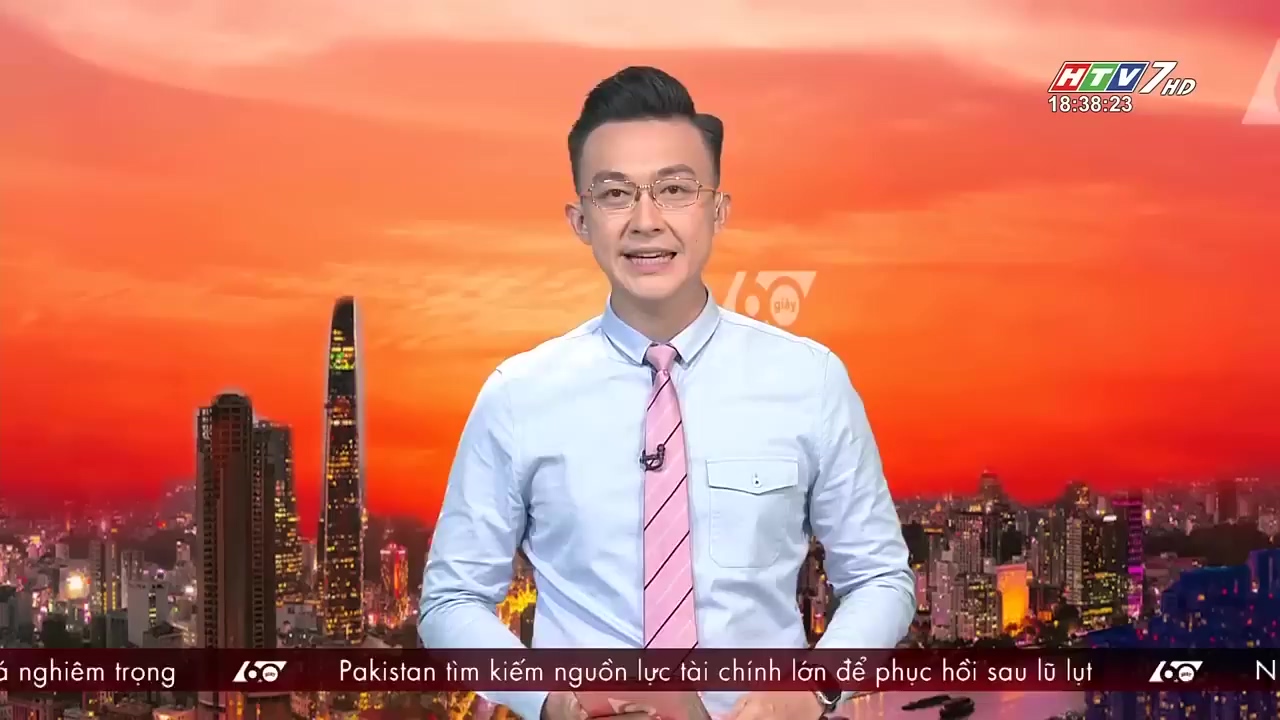 HTV7 HD
18:38:23
60 giây
á nghiêm trọng 60 giây Pakistan tìm kiếm nguồn lực tài chính lớn để phục hồi sau lũ lụt 60 giây N